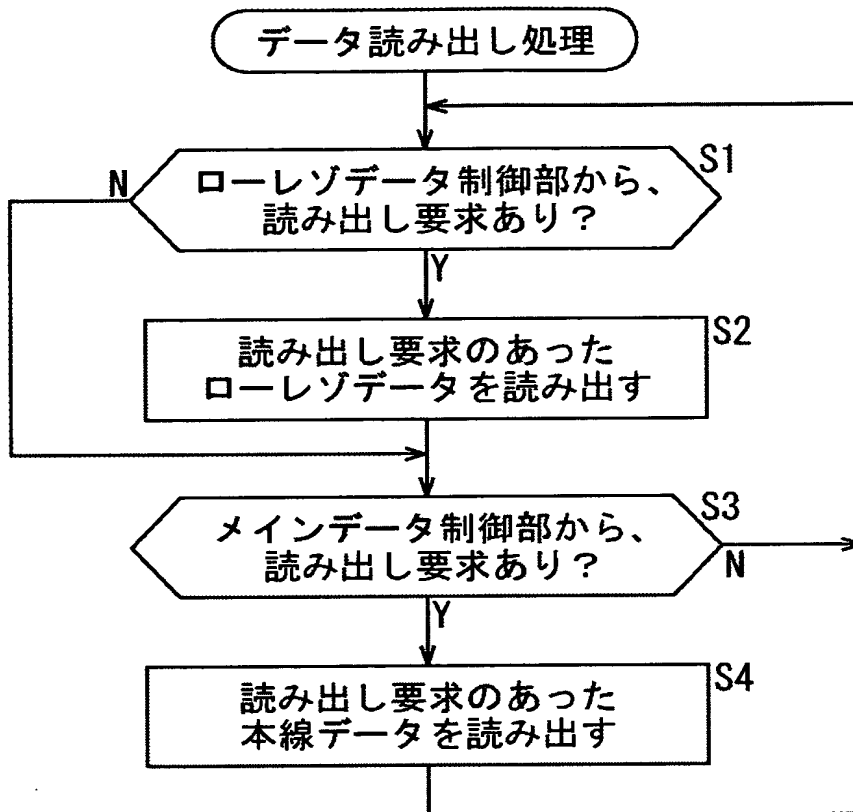 データ読み出し処理
S1
N
ローレゾデータ制御部から、
読み出し要求あり?
Y
S2
読み出し要求のあった
ローレゾデータを読み出す
S3
メインデータ制御部から、
読み出し要求あり?
N
Y
S4
読み出し要求のあった
本線データを読み出す